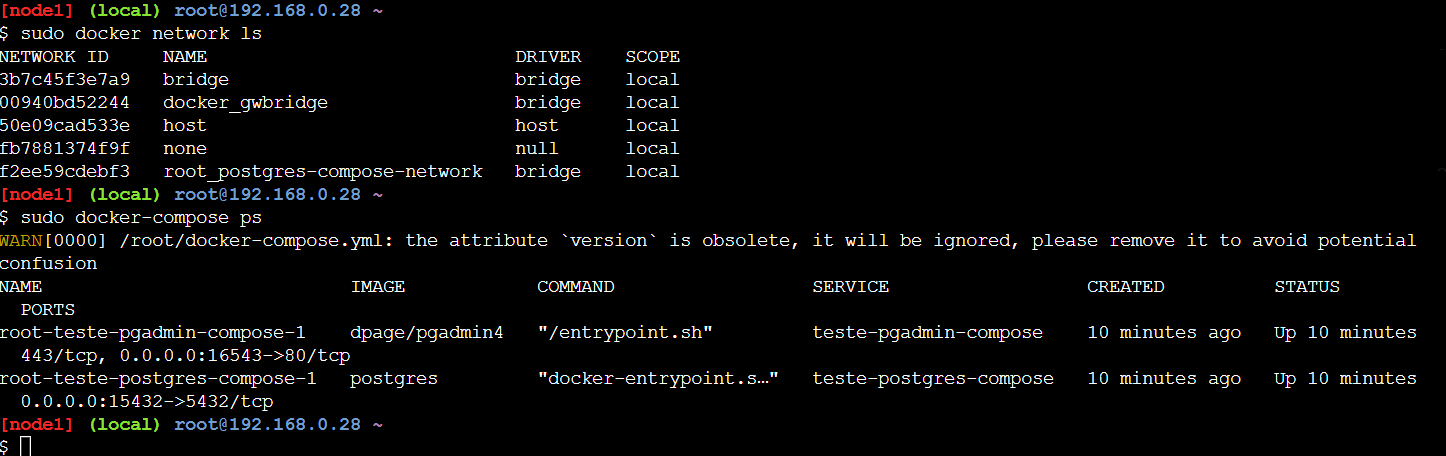 [node1] (local) root@192.168.0.28 ~
$ sudo docker network ls
NETWORK ID     NAME                            DRIVER    SCOPE
3b7c45f3e7a9   bridge                          bridge    local
00940bd52244   docker_gwbridge                 bridge    local
50e09cad533e   host                            host      local
fb7881374f9f   none                            null      local
f2ee59cdebf3   root_postgres-compose-network   bridge    local
[node1] (local) root@192.168.0.28 ~
$ sudo docker-compose ps
WARN[0000] /root/docker-compose.yml: the attribute `version` is obsolete, it will be ignored, please remove it to avoid potential
confusion
NAME                            IMAGE            COMMAND                  SERVICE                  CREATED          STATUS
  PORTS
root-teste-pgadmin-compose-1    dpage/pgadmin4   "/entrypoint.sh"         teste-pgadmin-compose    10 minutes ago   Up 10 minutes
  443/tcp, 0.0.0.0:16543->80/tcp
root-teste-postgres-compose-1   postgres         "docker-entrypoint.s…"   teste-postgres-compose   10 minutes ago   Up 10 minutes
  0.0.0.0:15432->5432/tcp
[node1] (local) root@192.168.0.28 ~
$